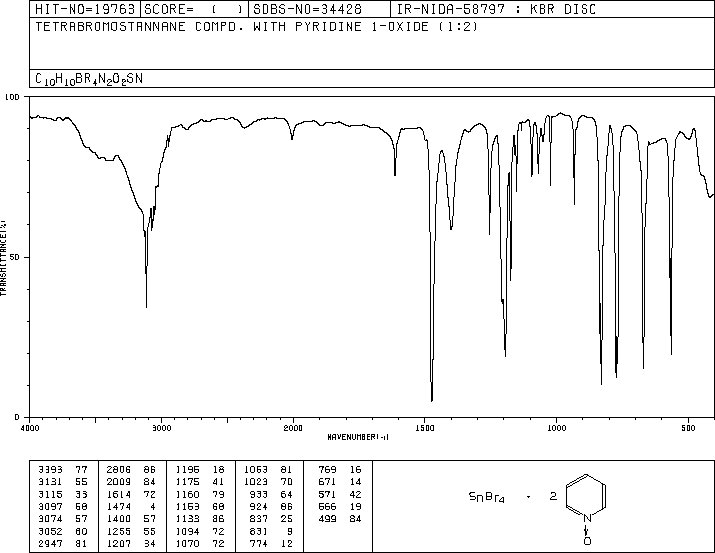 HIT-NO=19763 SCORE= ( ) SDBS-NO=34428 IR-NIDA-58797 : KBR DISC
TETRABROMOSTANNANE COMPD. WITH PYRIDINE 1-OXIDE (1:2)
C10H10BR4N2O2SN
100
50
0
TRANSMITTANCE(%)
4000 3000 2000 1500 1000 500
WAVENUMBER(-1)
3393 77 2806 86 1196 18 1063 81 769 16
3131 55 2009 84 1175 41 1023 70 671 14
3115 33 1614 72 1160 79 933 64 571 42
3097 60 1474 4 1153 68 924 86 566 19
3074 57 1400 57 1133 86 837 25 499 84
3052 60 1255 55 1094 72 831 9
2947 81 1207 34 1070 72 774 12
SnBr4 · 2
N
O